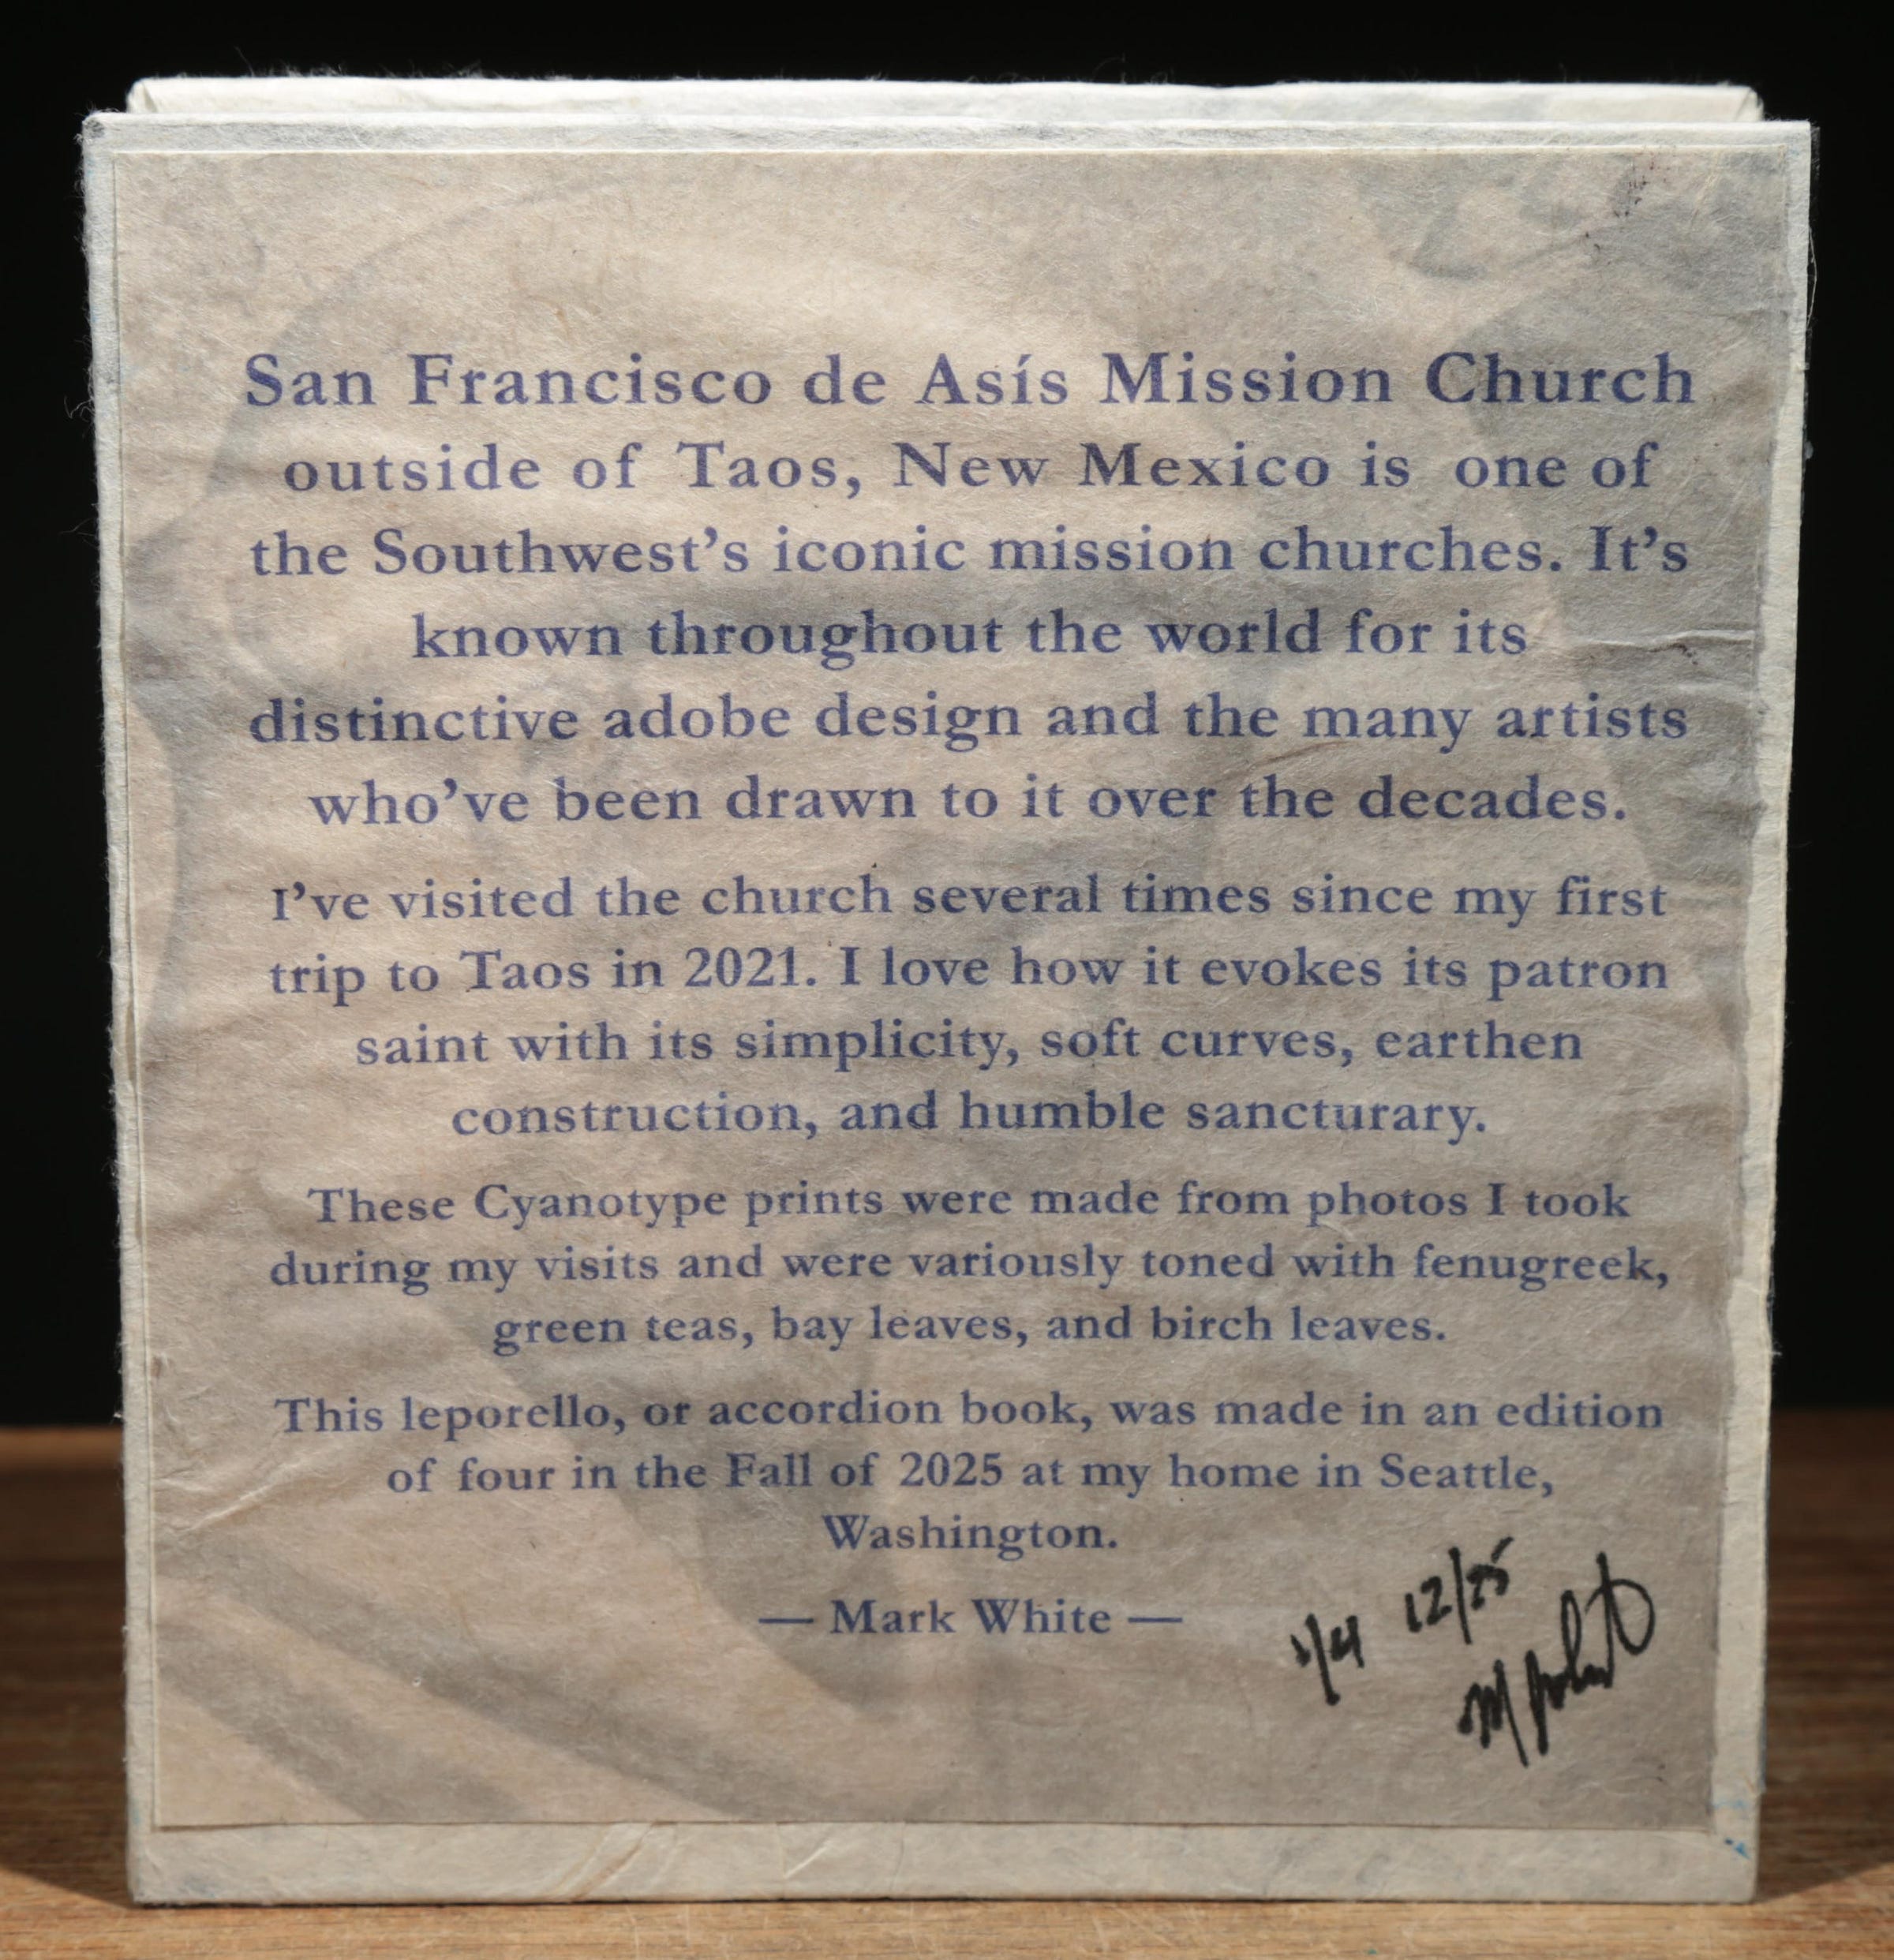 San Francisco de Asís Mission Church
outside of Taos, New Mexico is one of
the Southwest’s iconic mission churches. It’s
known throughout the world for its
distinctive adobe design and the many artists
who’ve been drawn to it over the decades.
I’ve visited the church several times since my first
trip to Taos in 2021. I love how it evokes its patron
saint with its simplicity, soft curves, earthen
construction, and humble sancturary.
These Cyanotype prints were made from photos I took
during my visits and were variously toned with fenugreek,
green teas, bay leaves, and birch leaves.
This leporello, or accordion book, was made in an edition
of four in the Fall of 2025 at my home in Seattle,
Washington.
— Mark White —
1/4 12/25
M